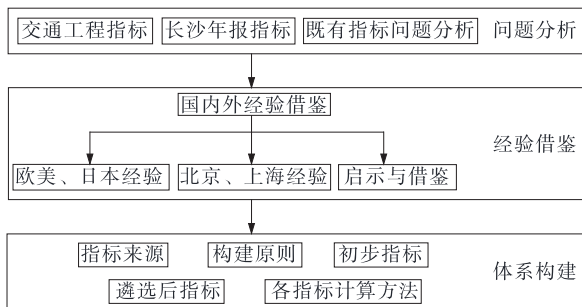 交通工程指标 长沙年报指标 既有指标问题分析 问题分析
国内外经验借鉴
经验借鉴
欧美、日本经验 北京、上海经验 启示与借鉴
指标来源 构建原则 初步指标
体系构建
遴选后指标 各指标计算方法